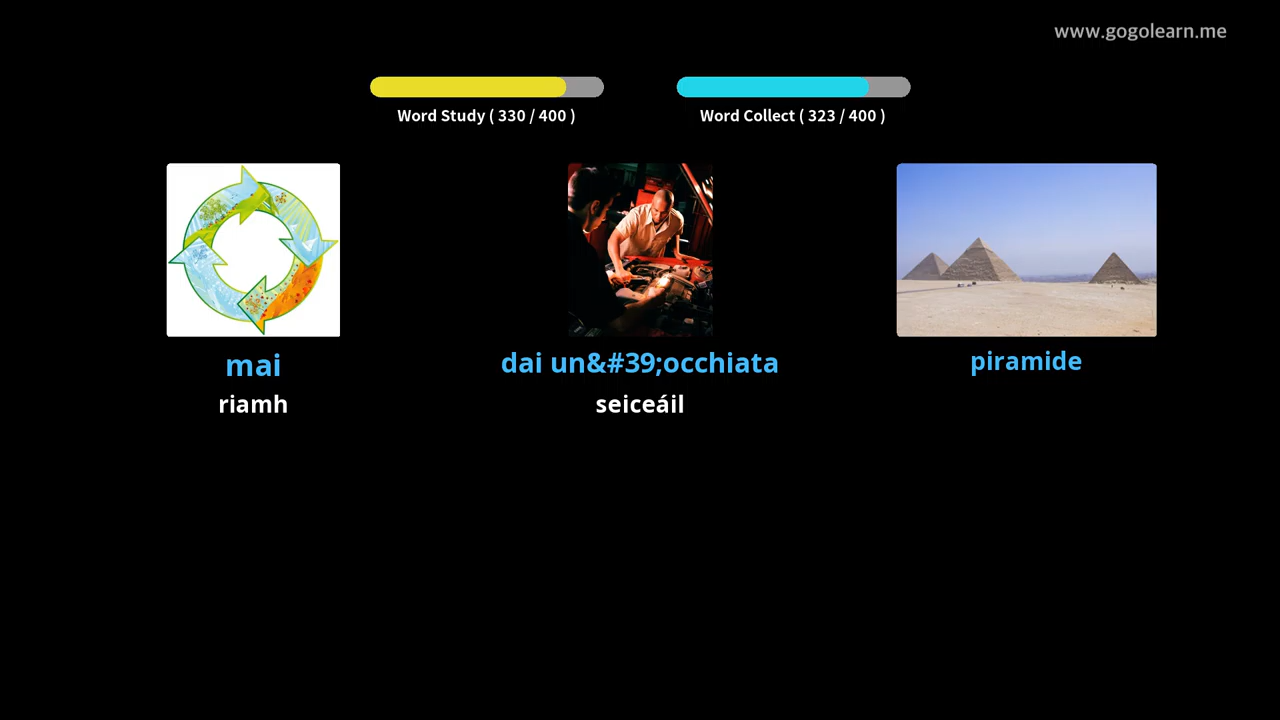 www.gogolearn.me
Word Study ( 330 / 400 )
Word Collect ( 323 / 400 )
mai
riamh
dai un&#39;occhiata
seiceáil
piramide